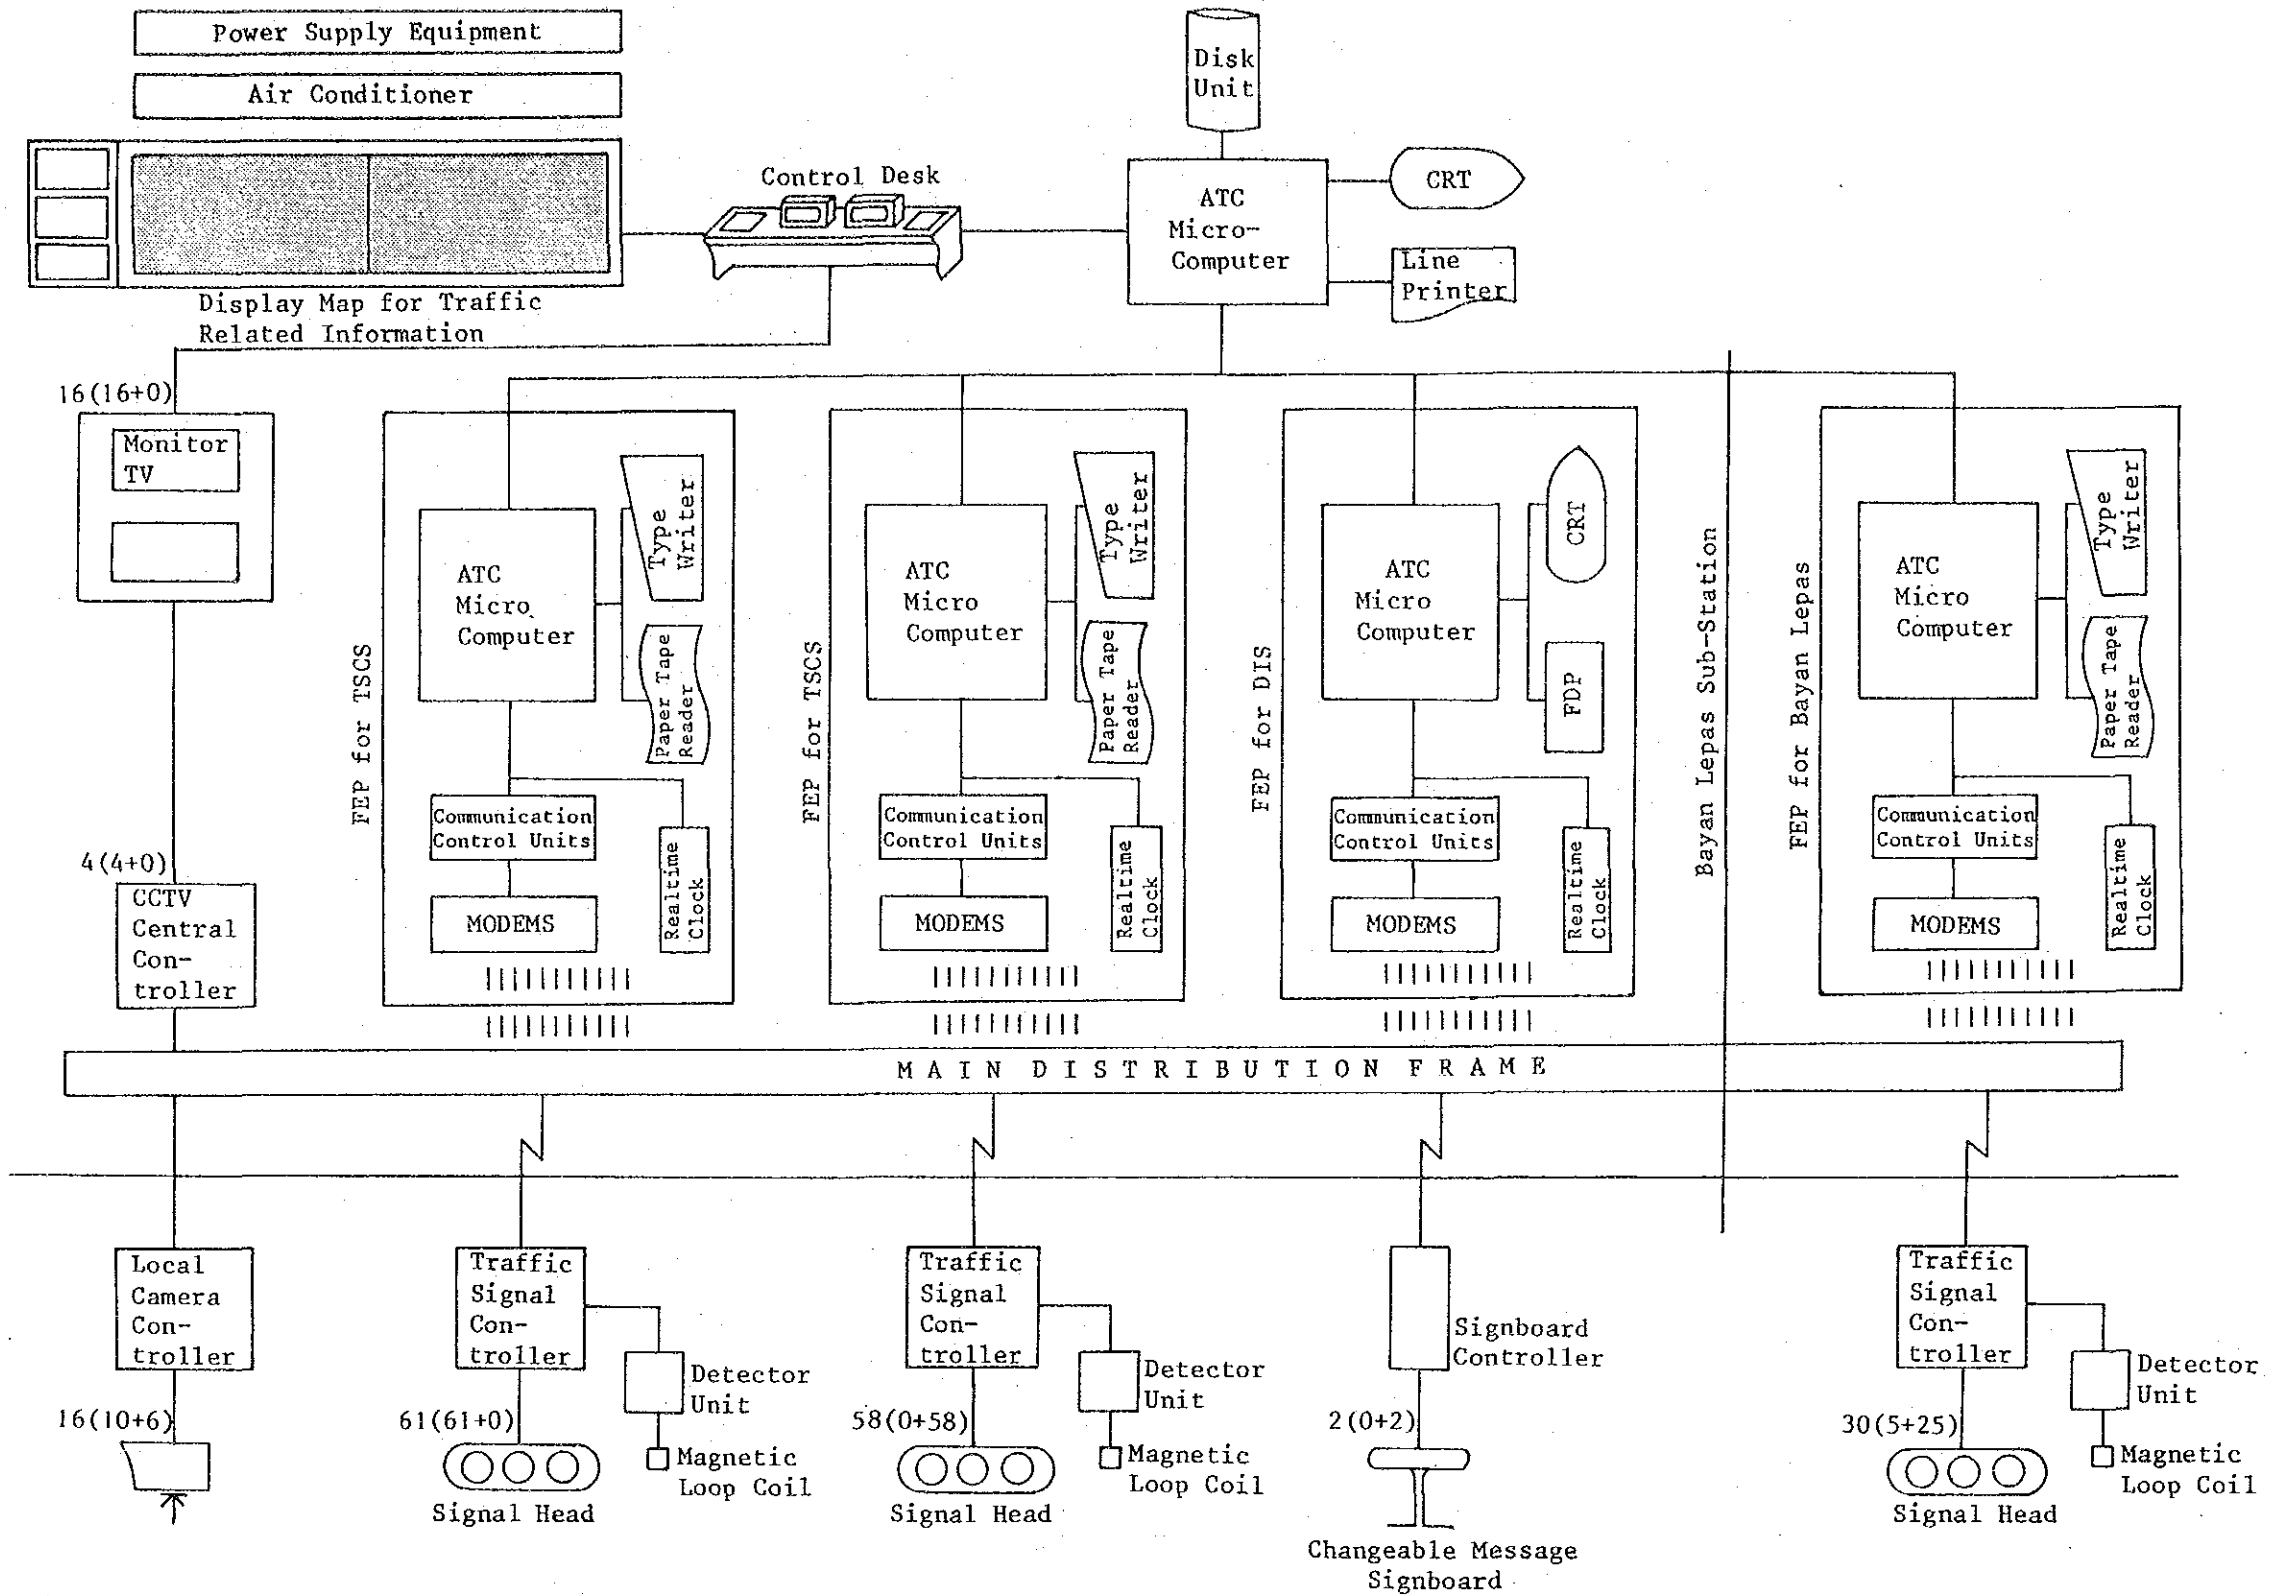 Power Supply Equipment
Air Conditioner
Display Map for Traffic
Related Information
Control Desk
Disk
Unit
ATC
Micro-
Computer
CRT
Line
Printer
16(16+0)
Monitor
TV
4(4+0)
CCTV
Central
Con-
troller
FEP for TSCS
ATC
Micro
Computer
Type
Writer
Paper Tape
Reader
Communication
Control Units
Realtime
Clock
MODEMS
FEP for TSCS
ATC
Micro
Computer
Type
Writer
Paper Tape
Reader
Communication
Control Units
Realtime
Clock
MODEMS
FEP for DIS
ATC
Micro
Computer
CRT
FDP
Communication
Control Units
Realtime
Clock
MODEMS
Bayan Lepas Sub-Station
FEP for Bayan Lepas
ATC
Micro
Computer
Type
Writer
Paper Tape
Reader
Communication
Control Units
Realtime
Clock
MODEMS
MAIN DISTRIBUTION FRAME
Local
Camera
Con-
troller
16(10+6)
Traffic
Signal
Con-
troller
Detector
Unit
61(61+0)
Magnetic
Loop Coil
Signal Head
Traffic
Signal
Con-
troller
Detector
Unit
58(0+58)
Magnetic
Loop Coil
Signal Head
Signboard
Controller
2(0+2)
Changeable Message
Signboard
Traffic
Signal
Con-
troller
Detector
Unit
30(5+25)
Magnetic
Loop Coil
Signal Head